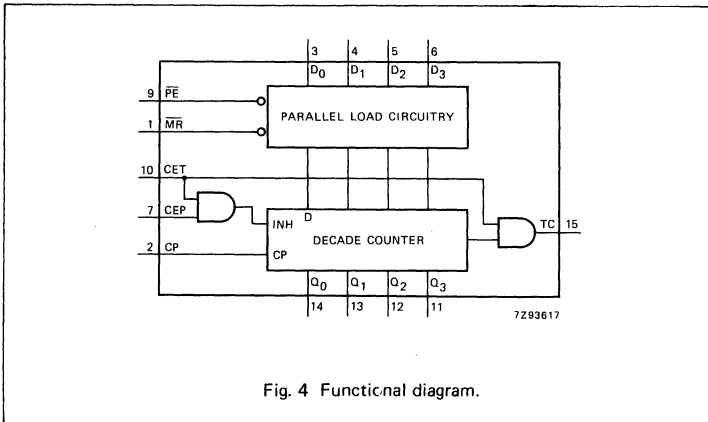 3 4 5 6
D0 D1 D2 D3
9 PE
PARALLEL LOAD CIRCUITRY
1 MR
10 CET
7 CEP
D
INH
DECADE COUNTER
TC 15
2 CP
CP
Q0 Q1 Q2 Q3
14 13 12 11
7Z93617
Fig. 4 Functional diagram.